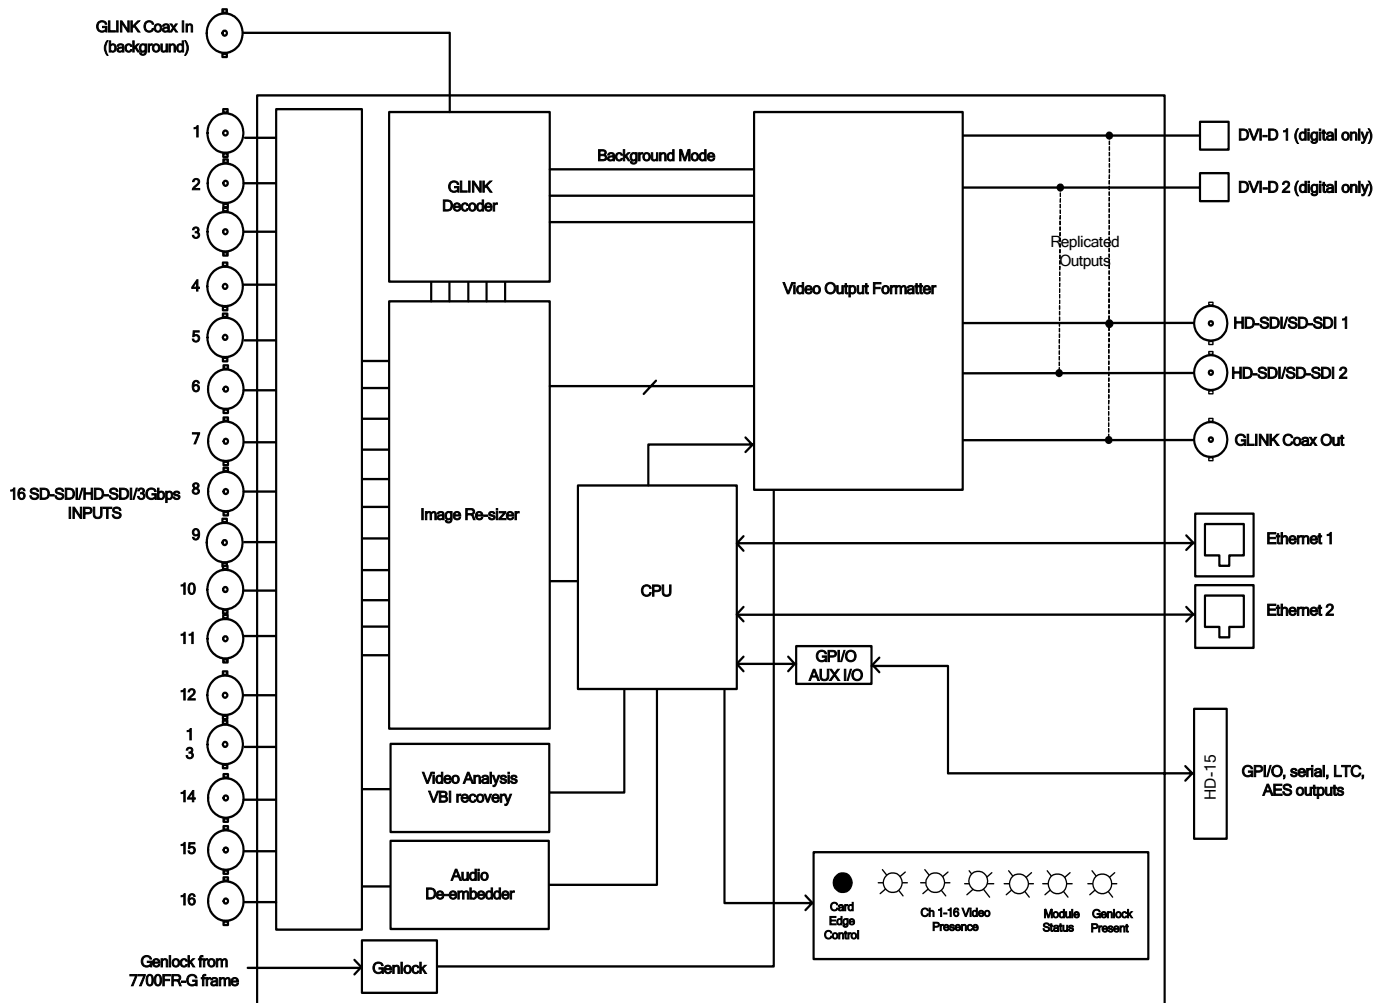 GLINK Coax In
(background)
1
2
3
4
5
6
7
8
9
10
11
12
1
3
14
15
16
16 SD-SDI/HD-SDI/3Gbps
INPUTS
Genlock from
7700FR-G frame
Genlock
GLINK
Decoder
Background Mode
Image Re-sizer
Video Analysis
VBI recovery
Audio
De-embedder
CPU
Video Output Formatter
GPI/O
AUX I/O
Replicated
Outputs
DVI-D 1 (digital only)
DVI-D 2 (digital only)
HD-SDI/SD-SDI 1
HD-SDI/SD-SDI 2
GLINK Coax Out
Ethernet 1
Ethernet 2
HD-15
GPI/O, serial, LTC,
AES outputs
Card
Edge
Control
Ch 1-16 Video
Presence
Module
Status
Genlock
Present